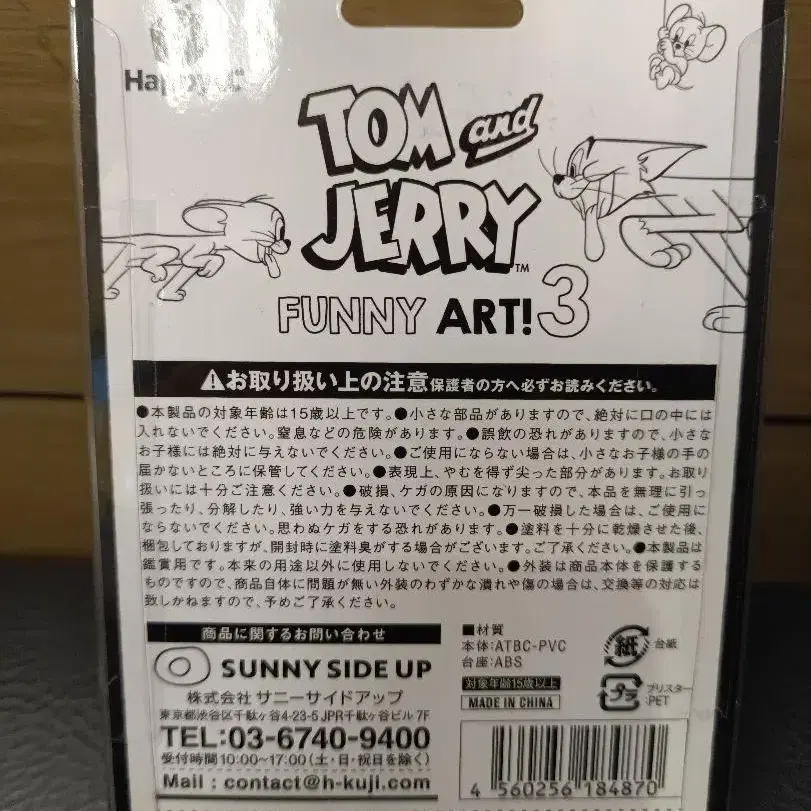 TOM and
JERRY™
FUNNY ART! 3
⚠お取り扱い上の注意 保護者の方へ必ずお読みください。
●本製品の対象年齢は15歳以上です。●小さな部品がありますので、絶対に口の中には
入れないでください。窒息などの危険があります。●誤飲の恐れがありますので、小さな
お子様には絶対に与えないでください。●ご使用にならない場合は、小さなお子様の手の
届かないところに保管してください。●表現上、やむを得ず尖った部分があります。お取り
扱いには十分ご注意ください。●破損、ケガの原因になりますので、本品を無理に引っ
張ったり、分解したり、強い力を与えないでください。●万一破損した場合は、ご使用に
ならないでください。思わぬケガをする恐れがあります。●塗料を十分に乾燥させた後、
梱包しておりますが、開封時に塗料臭がする場合がございます。ご了承ください。●本製品は
鑑賞用です。本来の用途以外に使用しないでください。●外装は商品本体を保護する
ものですので、商品自体に問題が無い外装のわずかな潰れや傷の場合は、交換等の対応は
致しかねますので、予めご了承ください。
商品に関するお問い合わせ
SUNNY SIDE UP
株式会社 サニーサイドアップ
東京都渋谷区千駄ヶ谷4-23-5 JPR千駄ヶ谷ビル 7F
TEL:03-6740-9400
受付時間10:00~17:00(土・日・祝日を除く)
Mail : contact@h-kuji.com
■材質
本体:ATBC-PVC
台座:ABS
対象年齢15歳以上
MADE IN CHINA
紙 台紙
プラ ブリスター
:PET
4 560256 184870